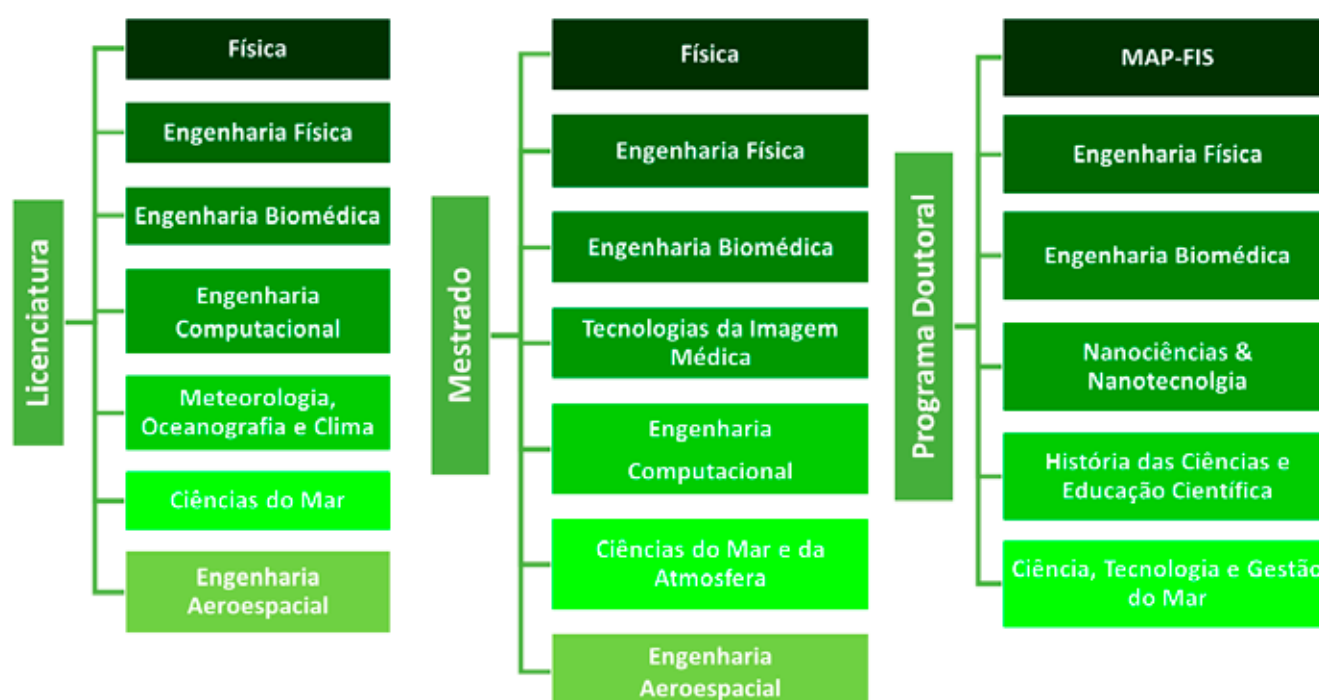 Licenciatura
Física
Engenharia Física
Engenharia Biomédica
Engenharia
Computacional
Meteorologia,
Oceanografia e Clima
Ciências do Mar
Engenharia
Aeroespacial
Mestrado
Física
Engenharia Física
Engenharia Biomédica
Tecnologias da Imagem
Médica
Engenharia
Computacional
Ciências do Mar e da
Atmosfera
Engenharia
Aeroespacial
Programa Doutoral
MAP-FIS
Engenharia Física
Engenharia Biomédica
Nanociências &
Nanotecnolgia
História das Ciências e
Educação Científica
Ciência, Tecnologia e Gestão
do Mar